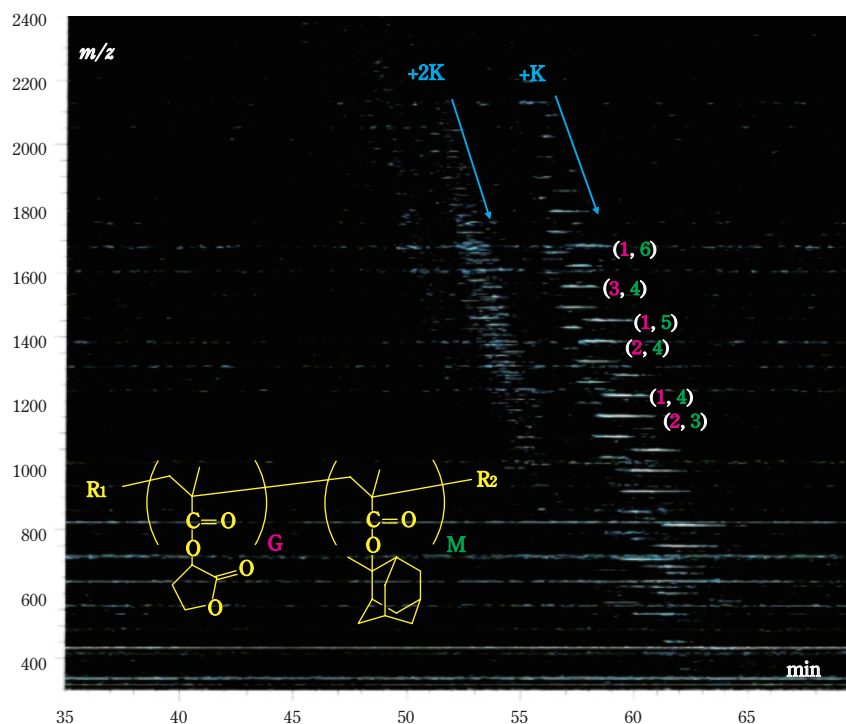 2400
m/z
+2K
+K
2200
2000
1800
(1, 6)
1600
(3, 4)
(1, 5)
1400
(2, 4)
1200
(1, 4)
(2, 3)
1000
R1
R2
800
C=O
C=O
O
O
G
M
O
O
600
400
min
35
40
45
50
55
60
65